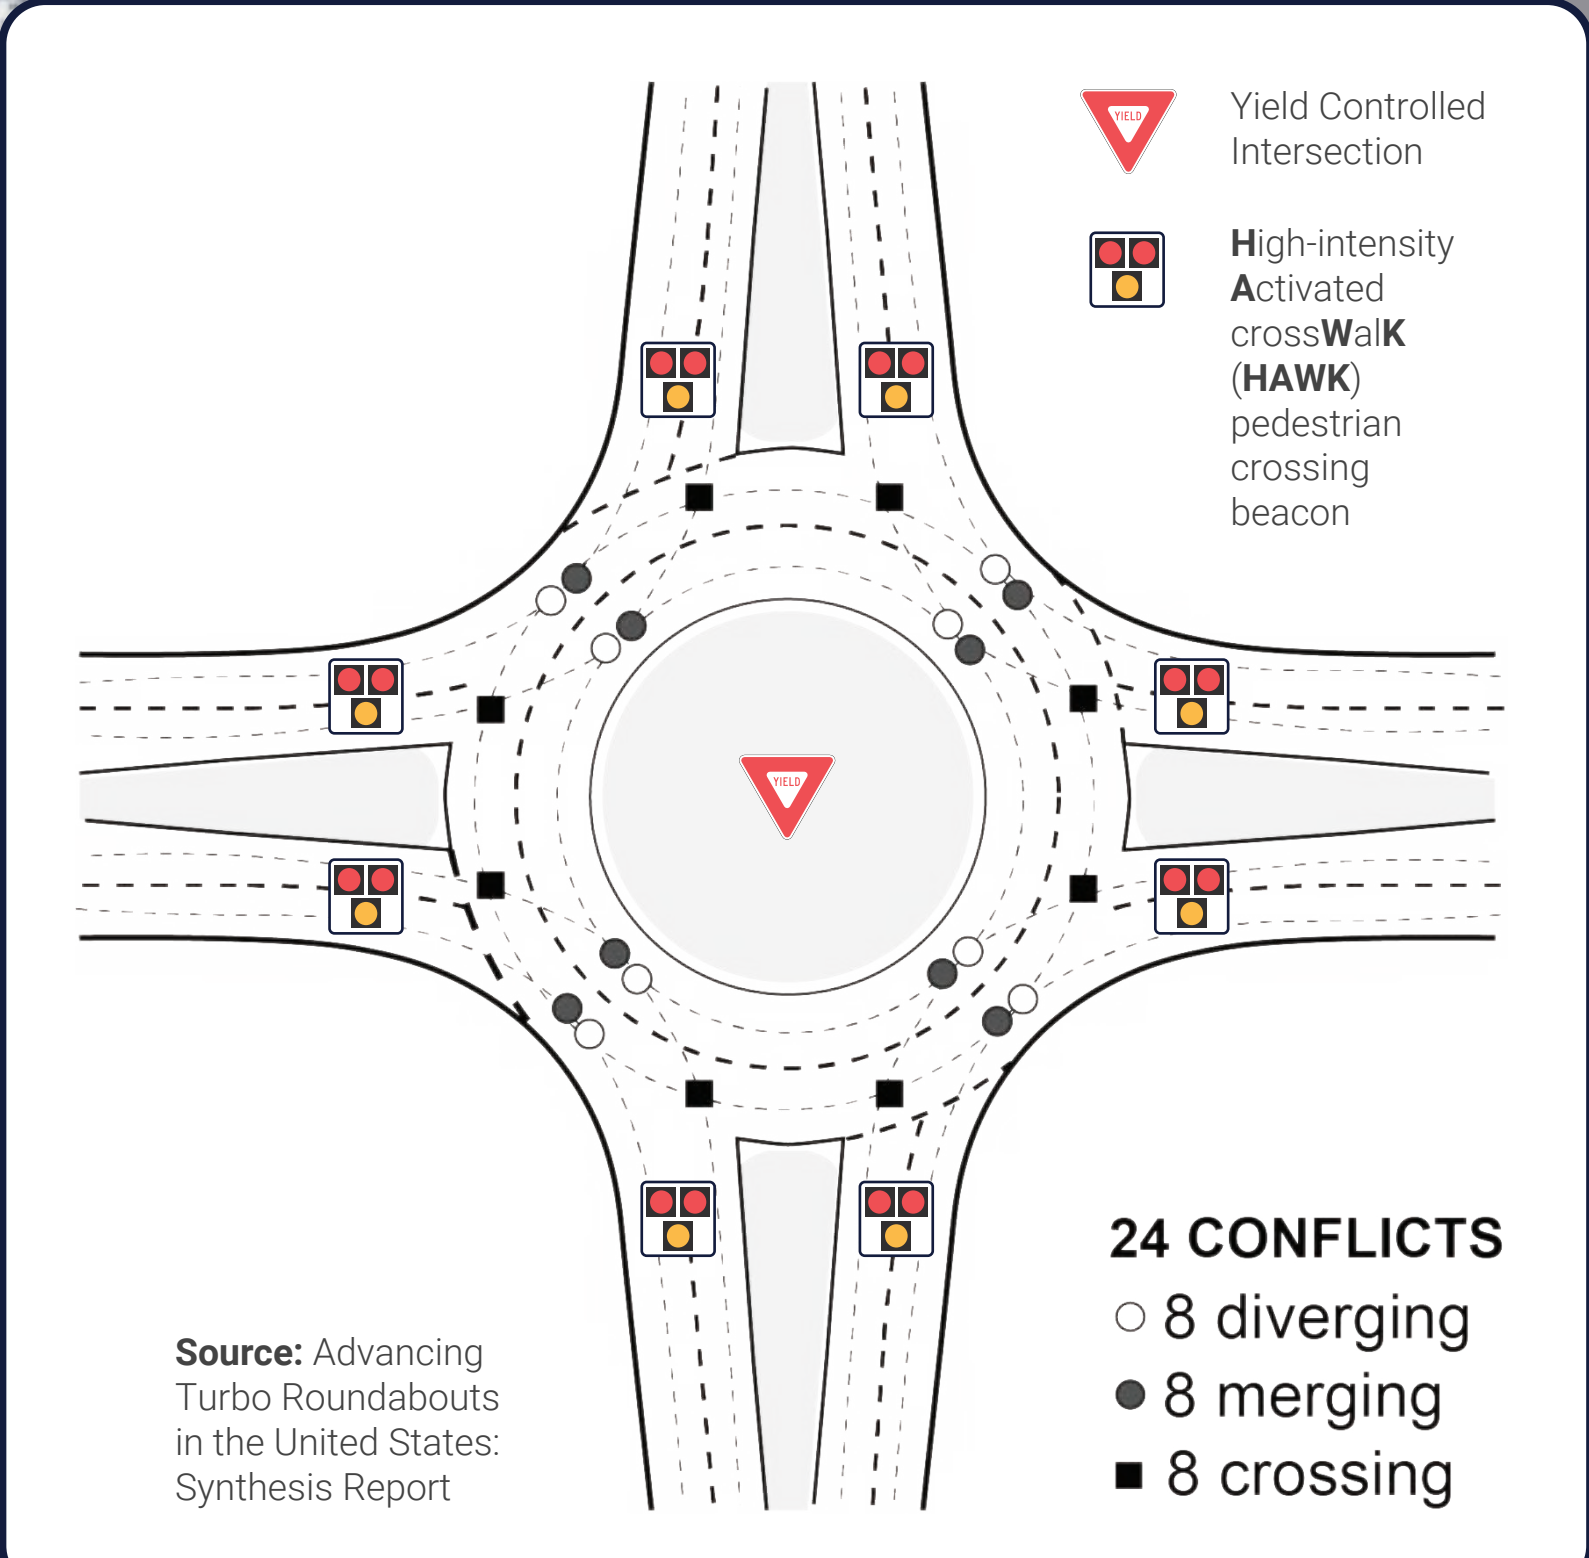 YIELD
Yield Controlled
Intersection
High-intensity
Activated
crossWalK
(HAWK)
pedestrian
crossing
beacon
YIELD
24 CONFLICTS
8 diverging
8 merging
8 crossing
Source: Advancing
Turbo Roundabouts
in the United States:
Synthesis Report